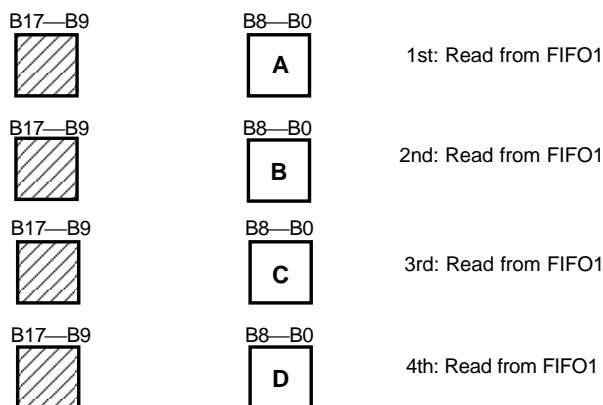 B17—B9 B8—B0
A 1st: Read from FIFO1
B17—B9 B8—B0
B 2nd: Read from FIFO1
B17—B9 B8—B0
C 3rd: Read from FIFO1
B17—B9 B8—B0
D 4th: Read from FIFO1